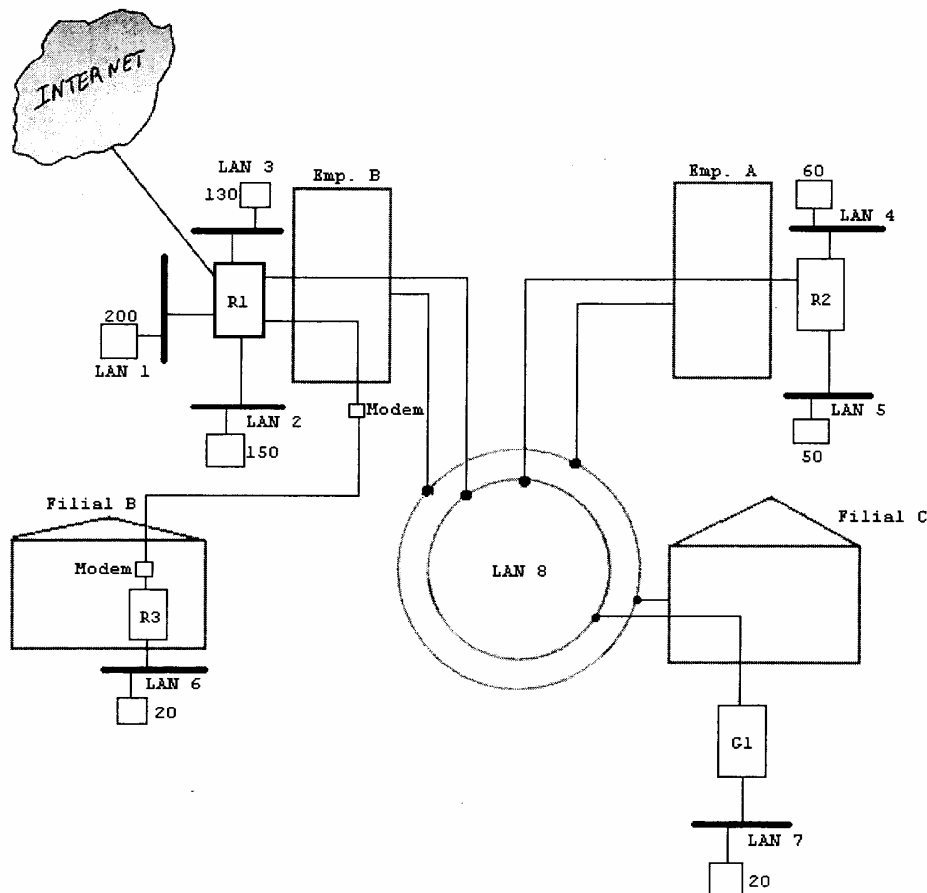 INTERNET
LAN 3
130
Emp. B
Emp. A
60
LAN 4
R1
R2
200
LAN 1
LAN 2
150
Modem
LAN 5
50
Filial B
Filial C
Modem
R3
LAN 8
LAN 6
20
G1
LAN 7
20